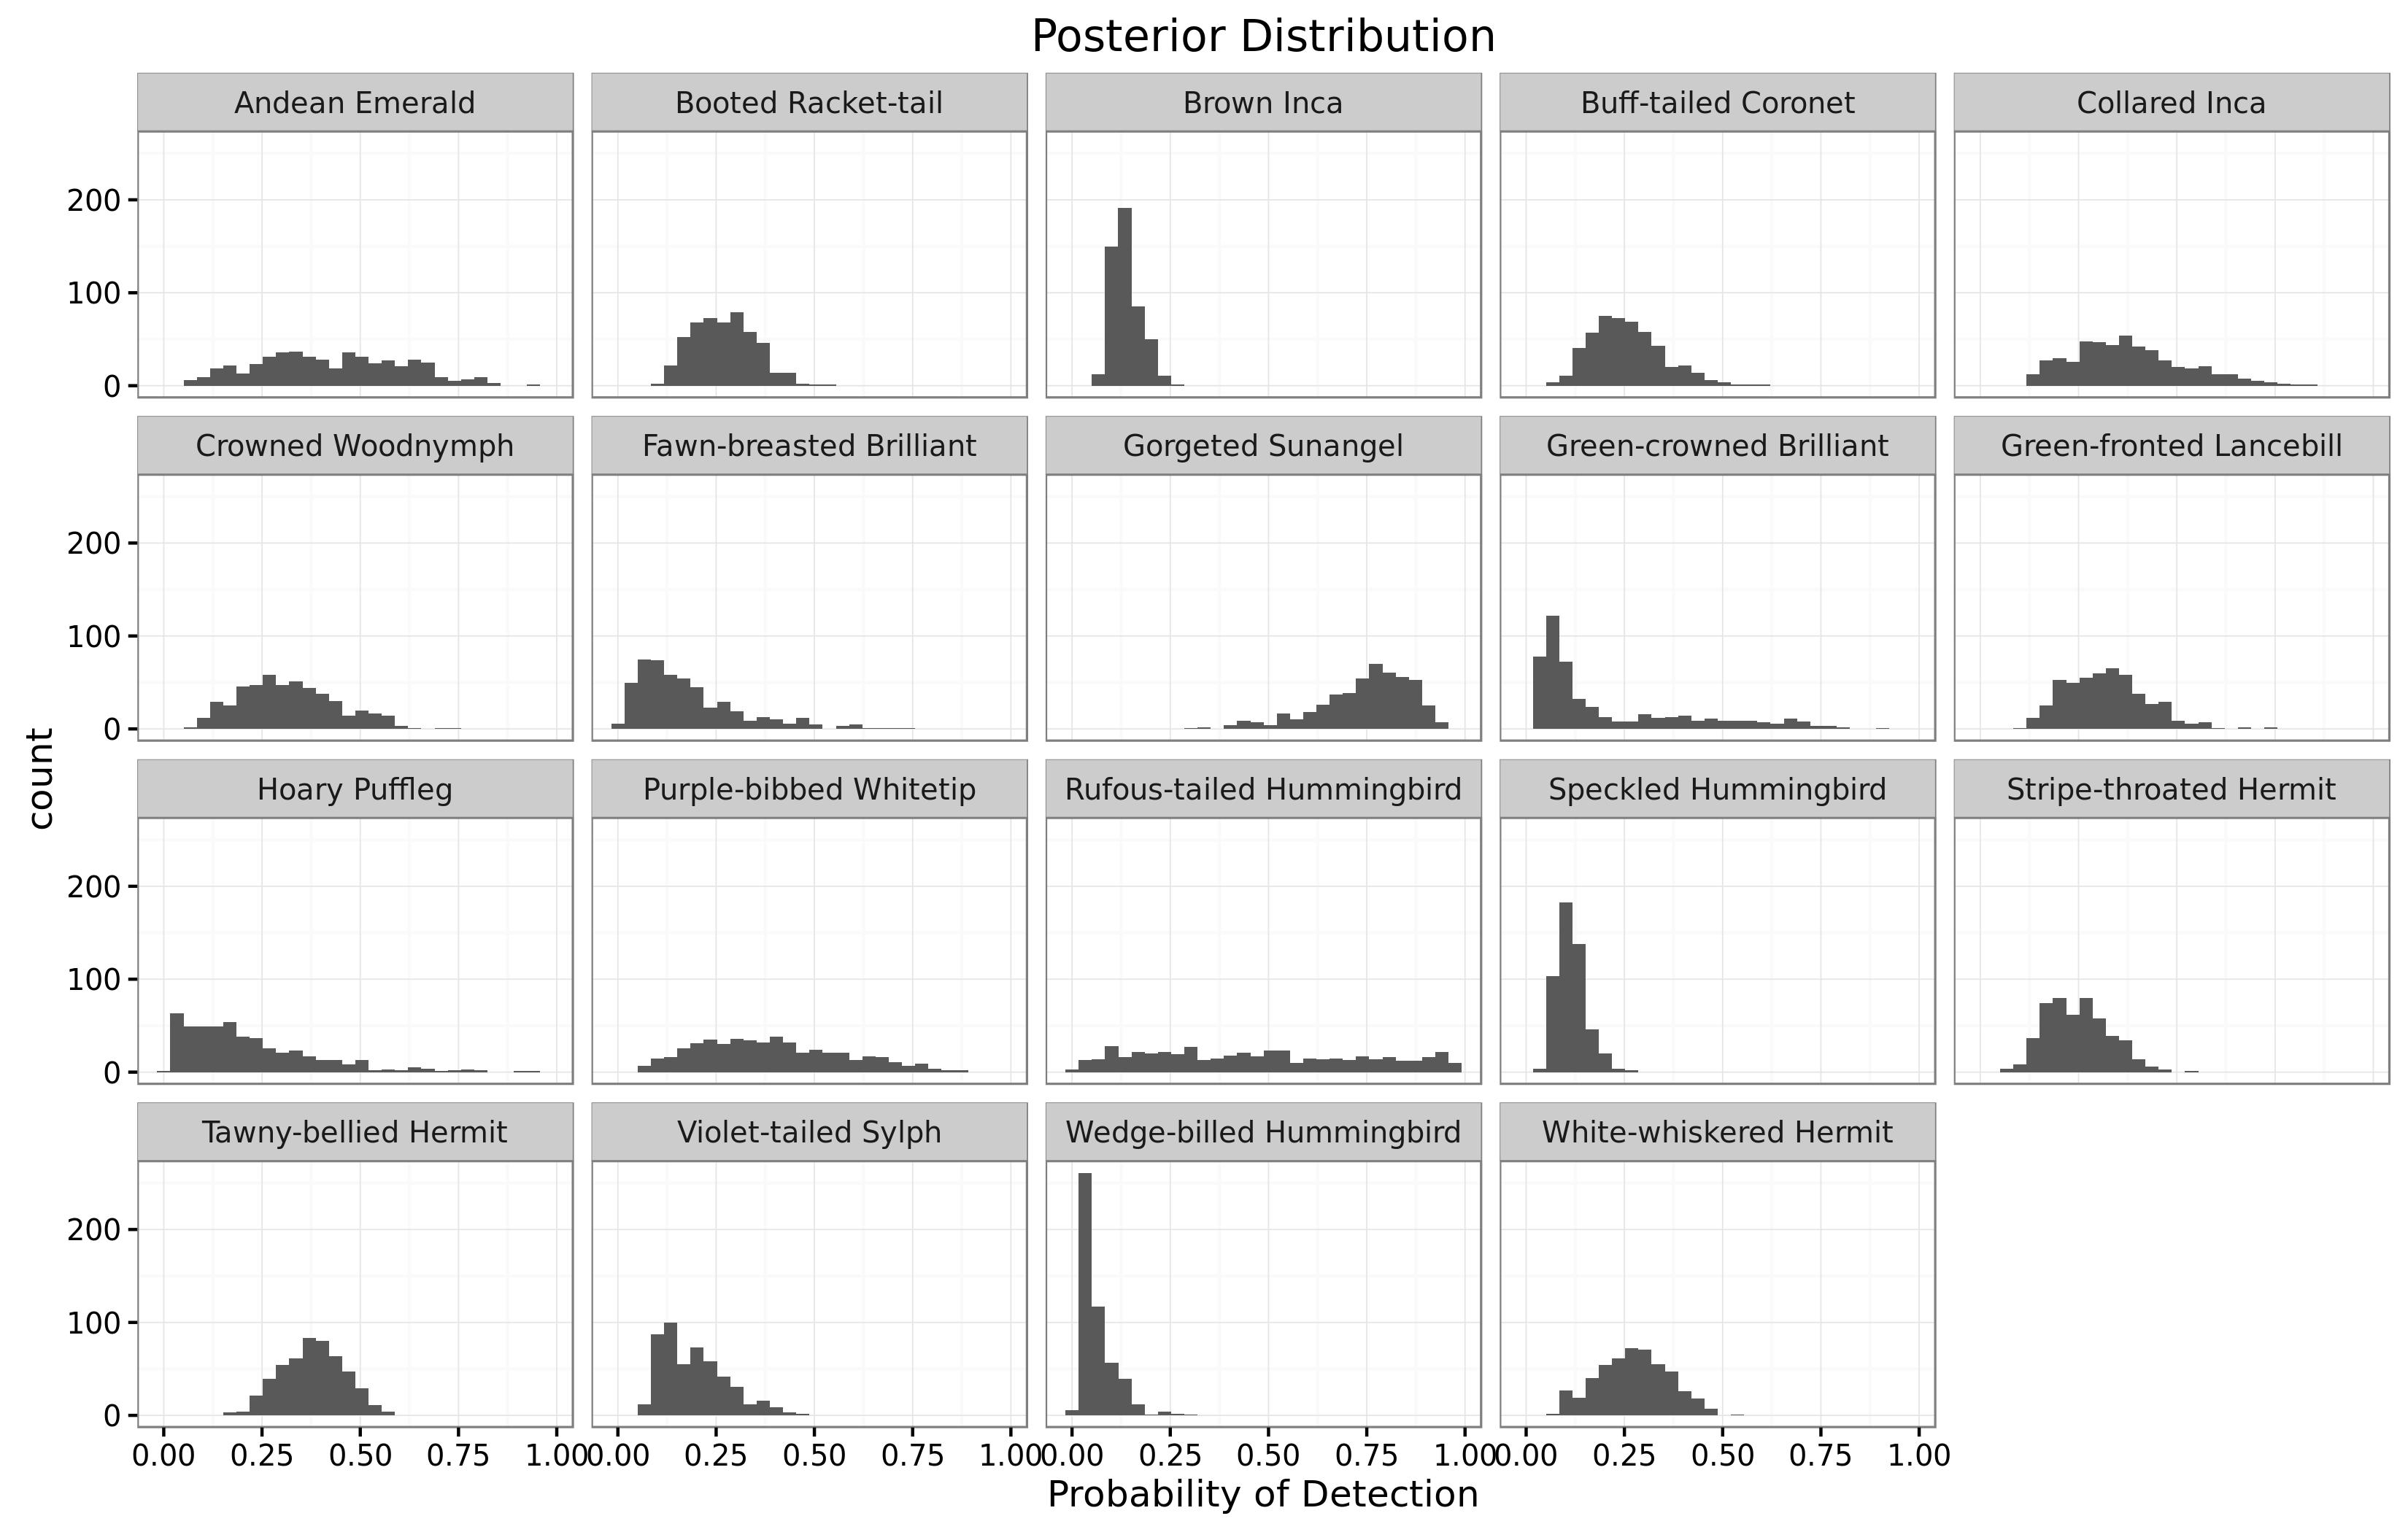 Posterior Distribution
Andean Emerald Booted Racket-tail Brown Inca Buff-tailed Coronet Collared Inca
200
100
0
Crowned Woodnymph Fawn-breasted Brilliant Gorgeted Sunangel Green-crowned Brilliant Green-fronted Lancebill
200
100
0
count
Hoary Puffleg Purple-bibbed Whitetip Rufous-tailed Hummingbird Speckled Hummingbird Stripe-throated Hermit
200
100
0
Tawny-bellied Hermit Violet-tailed Sylph Wedge-billed Hummingbird White-whiskered Hermit
200
100
0
0.00 0.25 0.50 0.75 1.00 0.00 0.25 0.50 0.75 1.00 0.00 0.25 0.50 0.75 1.00 0.00 0.25 0.50 0.75 1.00
Probability of Detection